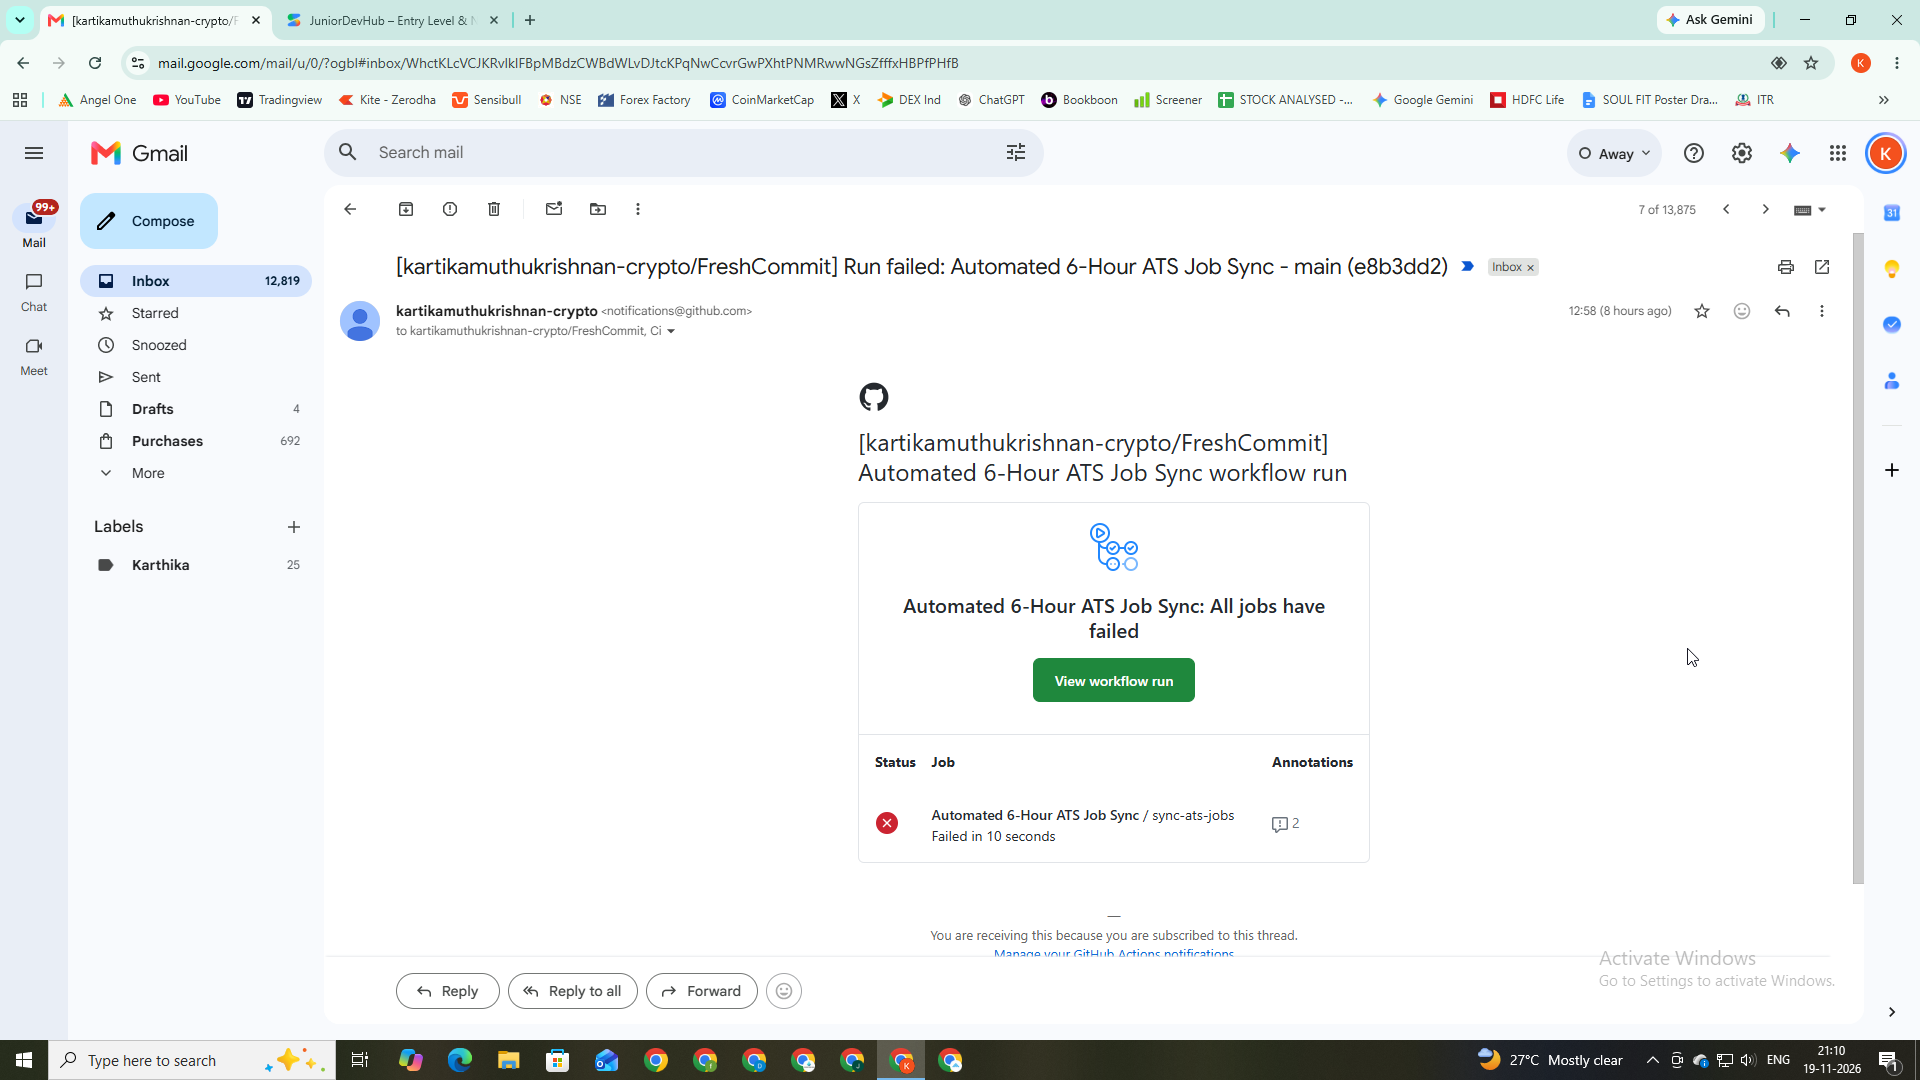 [kartikamuthukrishnan-crypto/F
JuniorDevHub – Entry Level & N
Ask Gemini
mail.google.com/mail/u/0/?ogbl#inbox/WhctKLcVCJKRvlklFBpMBdzCWBdWLvDJtcKPqNwCcvrGwPXhtPNMRwwNGsZfffxHBPfPHfB
K
Angel One
YouTube
Tradingview
Kite - Zerodha
Sensibull
NSE
Forex Factory
CoinMarketCap
X
DEX Ind
ChatGPT
Bookboon
Screener
STOCK ANALYSED -...
Google Gemini
HDFC Life
SOUL FIT Poster Dra...
ITR
Gmail
Search mail
Away
K
99+
Mail
Chat
Meet
Compose
Inbox 12,819
Starred
Snoozed
Sent
Drafts 4
Purchases 692
More
Labels
Karthika 25
7 of 13,875
[kartikamuthukrishnan-crypto/FreshCommit] Run failed: Automated 6-Hour ATS Job Sync - main (e8b3dd2) Inbox x
kartikamuthukrishnan-crypto <notifications@github.com>
12:58 (8 hours ago)
to kartikamuthukrishnan-crypto/FreshCommit, Ci
[kartikamuthukrishnan-crypto/FreshCommit]
Automated 6-Hour ATS Job Sync workflow run
Automated 6-Hour ATS Job Sync: All jobs have
failed
View workflow run
Status Job Annotations
Automated 6-Hour ATS Job Sync / sync-ats-jobs
Failed in 10 seconds
2
—
You are receiving this because you are subscribed to this thread.
Manage your GitHub Actions notifications
Reply
Reply to all
Forward
31
Activate Windows
Go to Settings to activate Windows.
Type here to search
27°C Mostly clear
ENG
21:10
19-11-2026
1